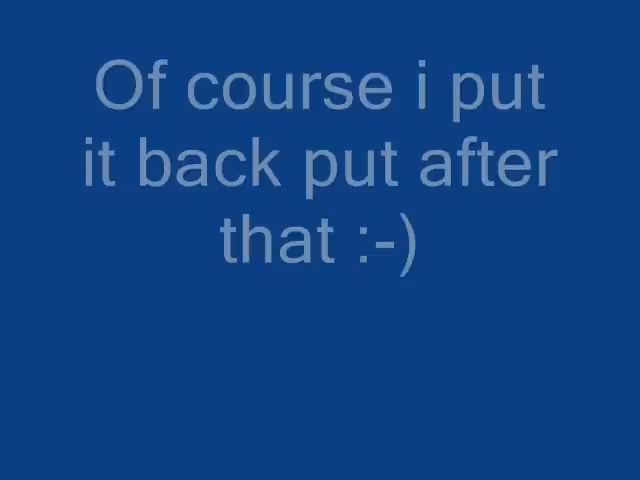 Of course i put
it back put after
that :-)